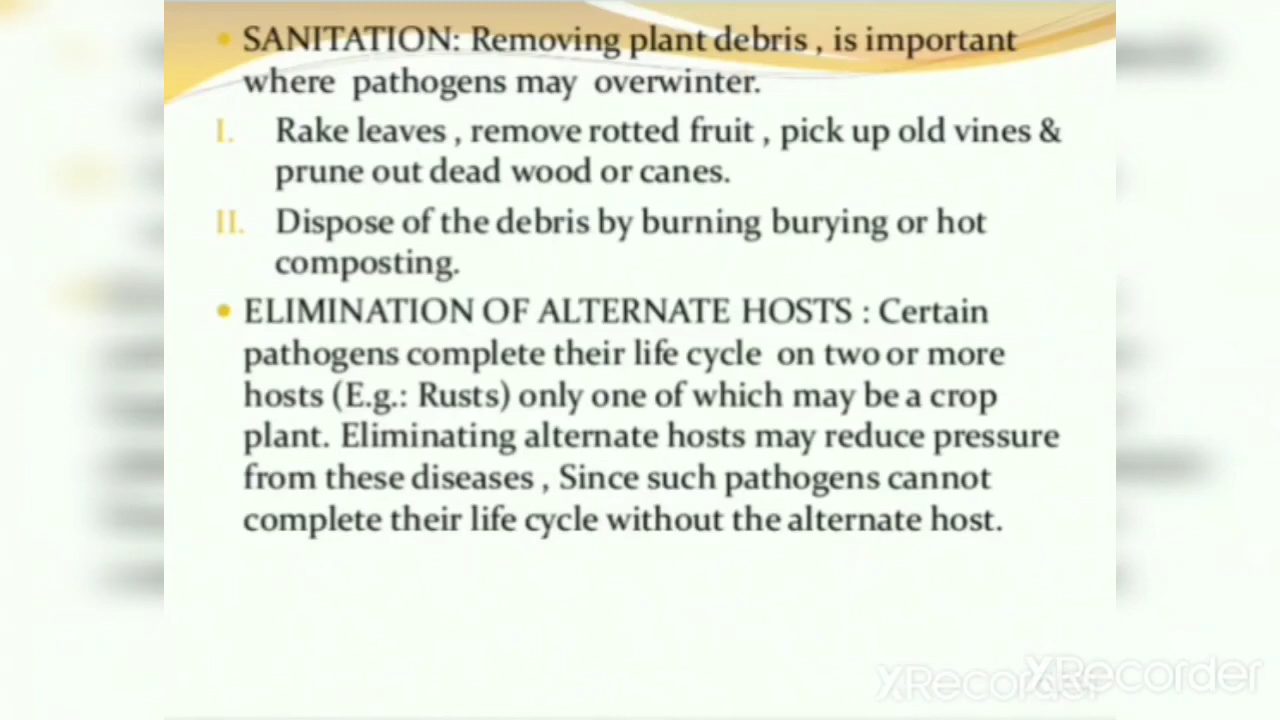 • SANITATION: Removing plant debris , is important
where pathogens may overwinter.
I. Rake leaves , remove rotted fruit , pick up old vines &
prune out dead wood or canes.
II. Dispose of the debris by burning burying or hot
composting.
• ELIMINATION OF ALTERNATE HOSTS : Certain
pathogens complete their life cycle on two or more
hosts (E.g.: Rusts) only one of which may be a crop
plant. Eliminating alternate hosts may reduce pressure
from these diseases , Since such pathogens cannot
complete their life cycle without the alternate host.
XRecorder
XRecorder